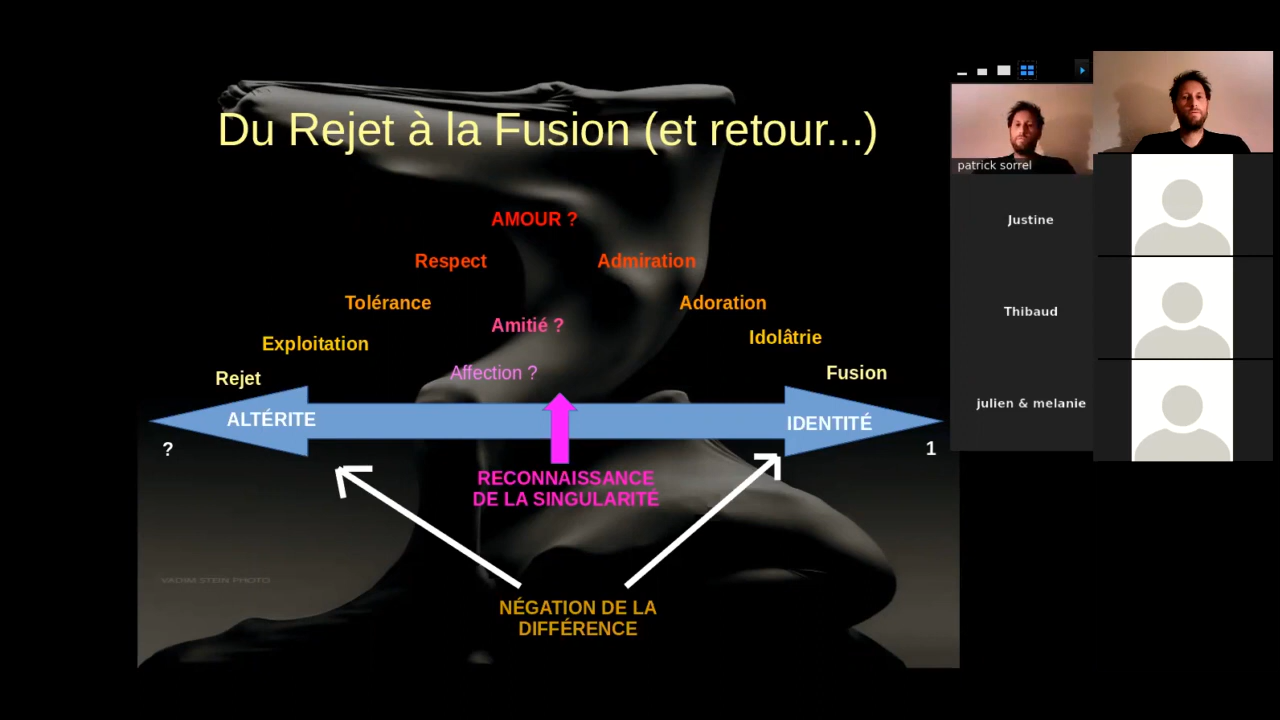 Du Rejet à la Fusion (et retour...)
AMOUR ?
Respect
Admiration
Tolérance
Adoration
Amitié ?
Exploitation
Idolâtrie
Affection ?
Rejet
Fusion
ALTÉRITE
IDENTITÉ
?
1
RECONNAISSANCE
DE LA SINGULARITÉ
VADIM STEIN PHOTO
NÉGATION DE LA
DIFFÉRENCE
patrick sorrel
Justine
Thibaud
julien & melanie